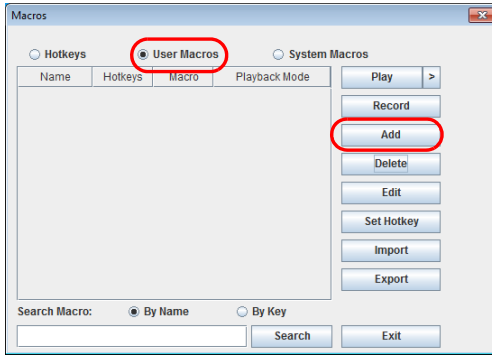 Macros
Hotkeys User Macros System Macros
Name Hotkeys Macro Playback Mode Play >
Record
Add
Delete
Edit
Set Hotkey
Import
Export
Search Macro: By Name By Key
Search Exit